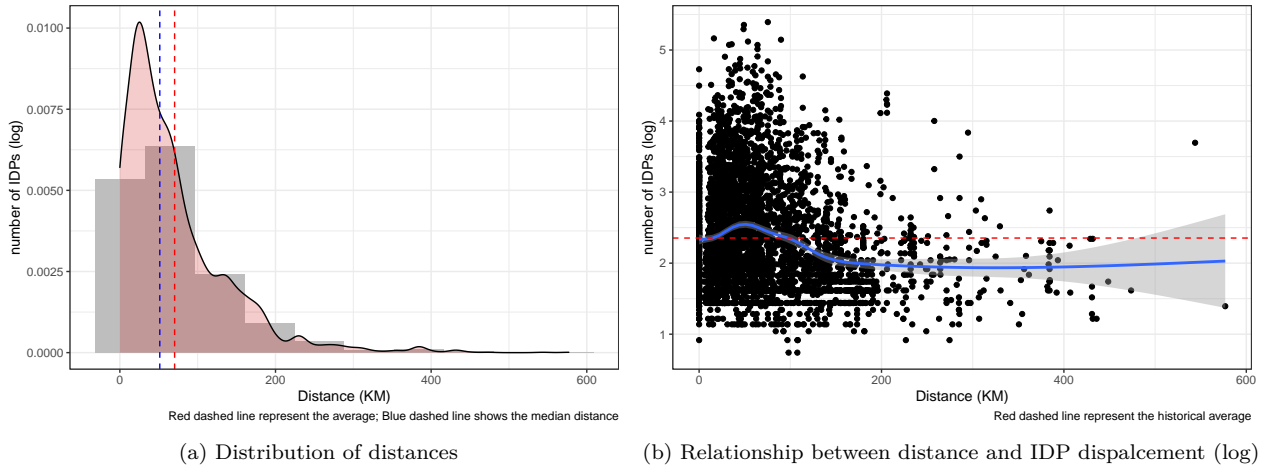 0.0100
0.0075
0.0050
0.0025
0.0000
number of IDPs (log)
0
200
400
600
Distance (KM)
Red dashed line represent the average; Blue dashed line shows the median distance
(a) Distribution of distances
5
4
3
2
1
number of IDPs (log)
0
200
400
600
Distance (KM)
Red dashed line represent the historical average
(b) Relationship between distance and IDP dispalcement (log)